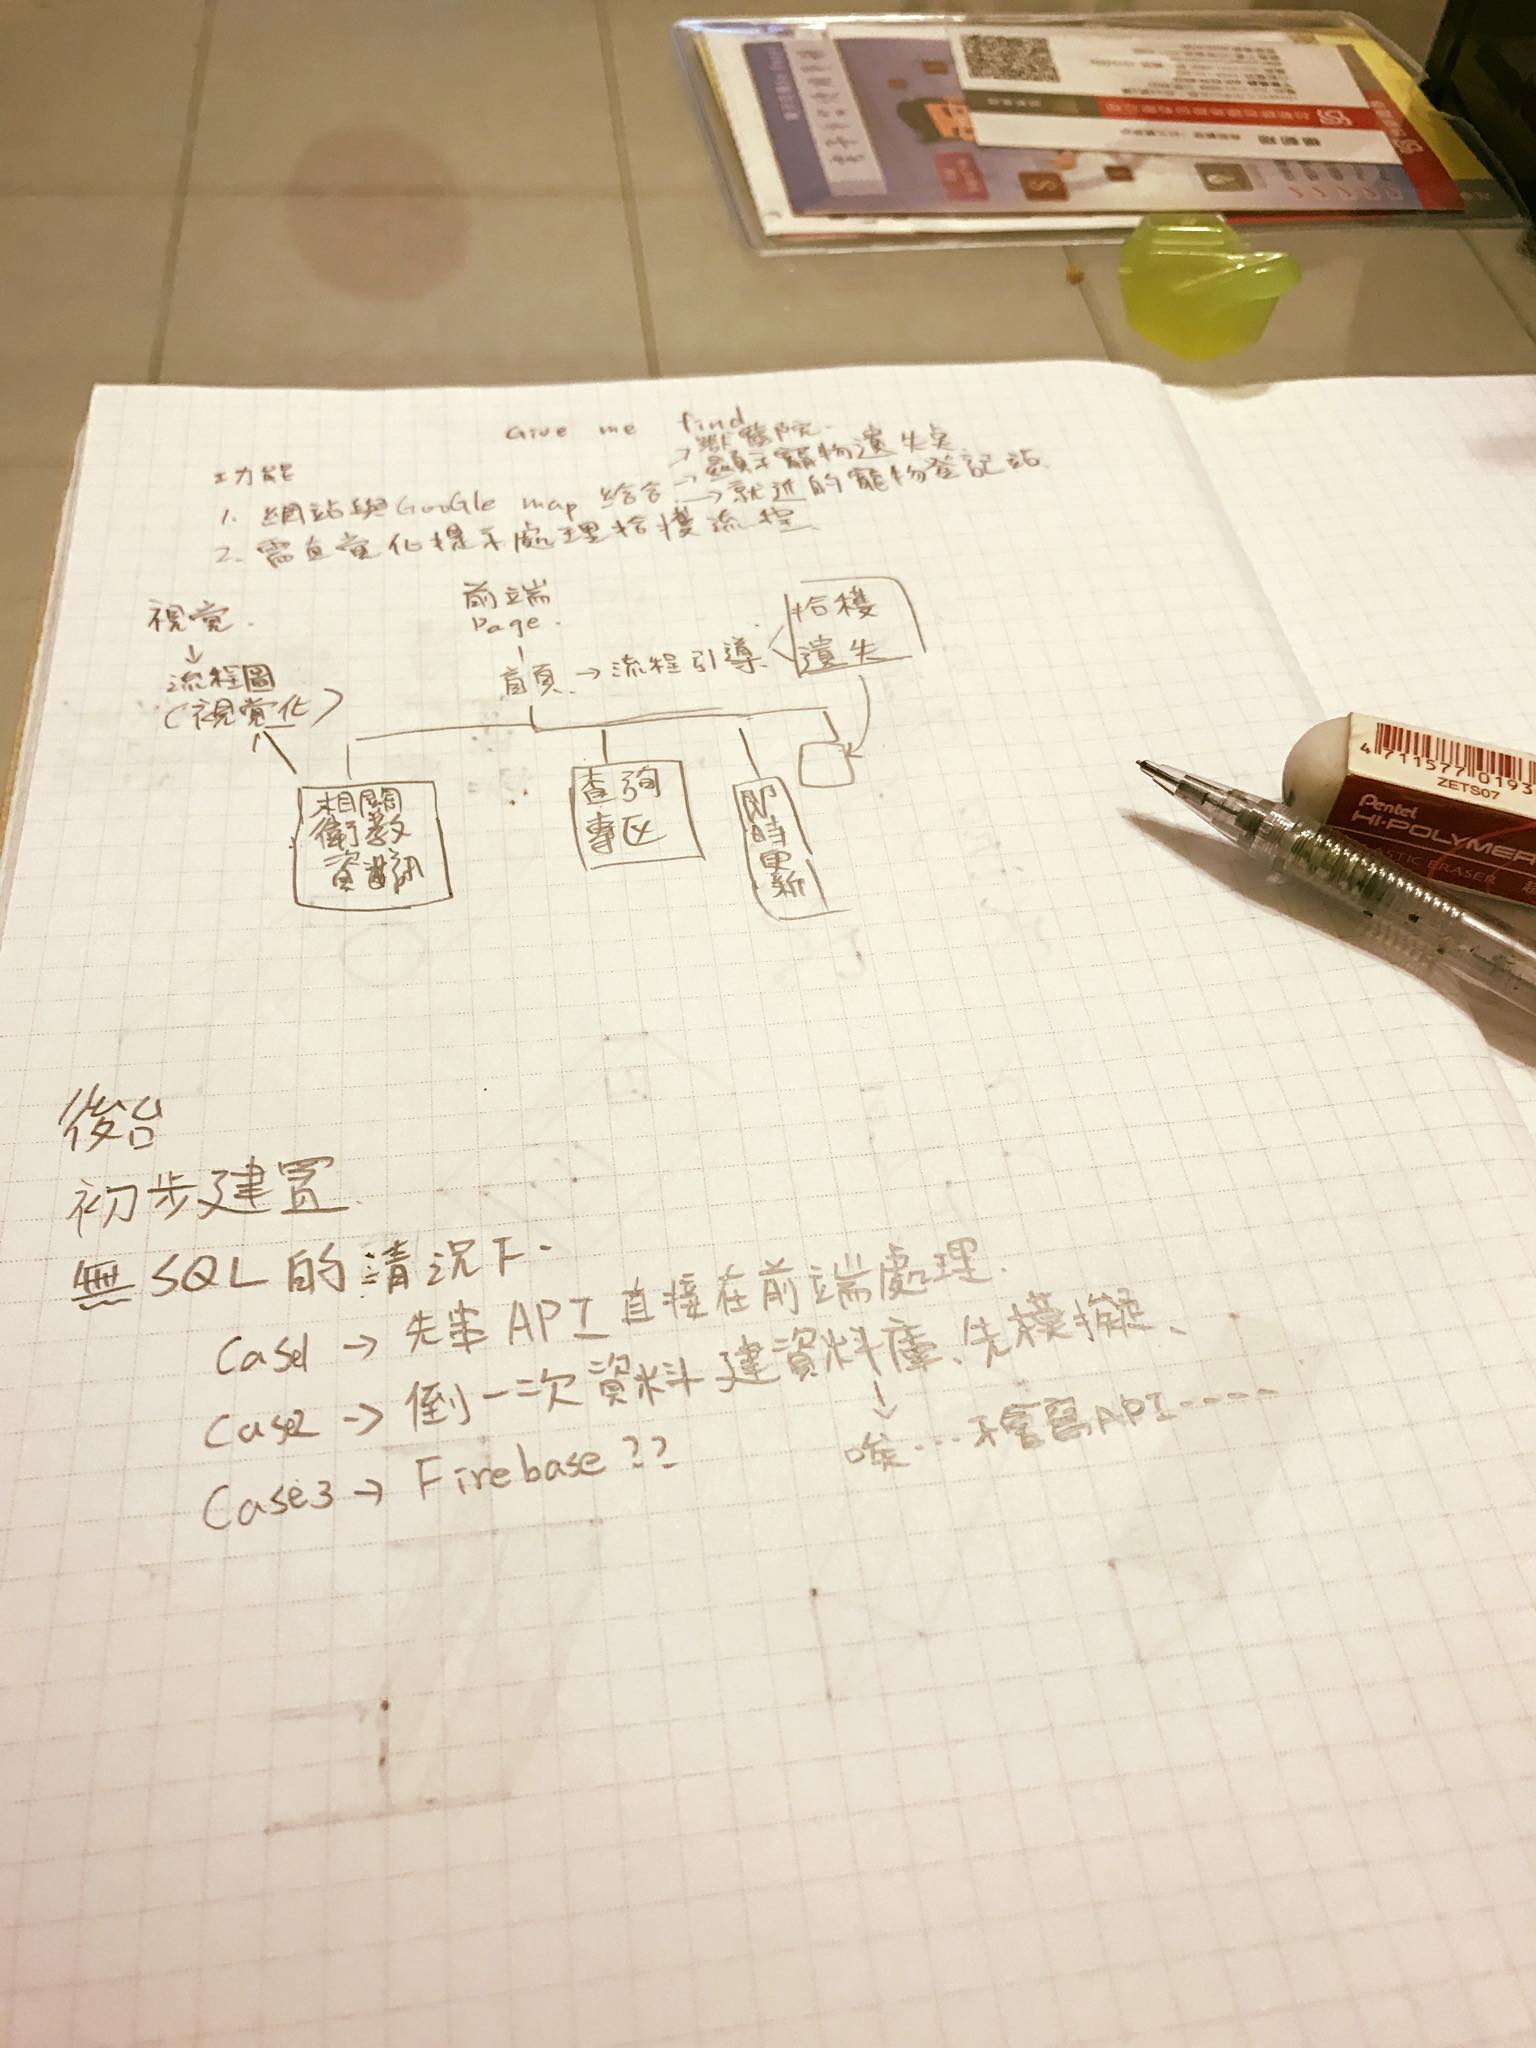 Give me find
功能
→獸醫院.
1. 網站與GooGle map 結合→顯示寵物遺失点
→就近的寵物登記站.
2. 需直覺化提示處理拾獲流程.
視覺.
↓
流程圖
(視覺化)
前端
Page.
首頁.→流程引導.
拾獲
遺失
相關
衛教
資訊
查詢
專区
即時更新
後台
初步建置.
無SQL的情況下.
Case1 → 先串API直接在前端處理.
Case2 → 倒一次資料建資料庫、先模擬、
↓
唉...不會寫API....
Case3 → Firebase??
4 711577 0193
ZETS07
Pentel
HI-POLYMER
ERASER